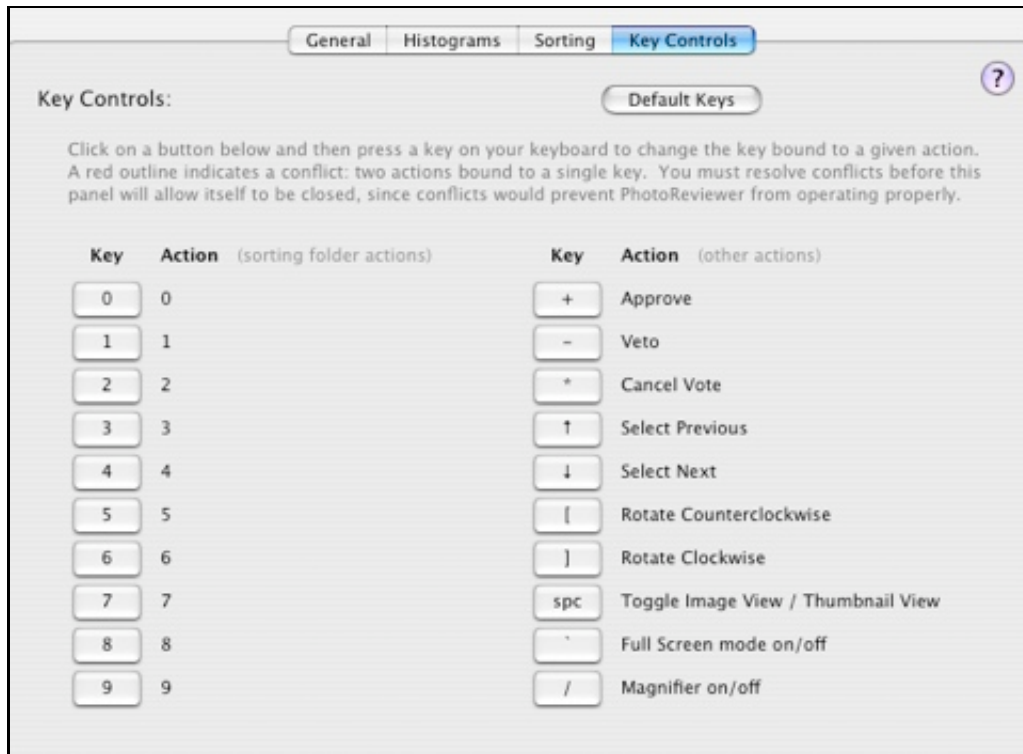 General Histograms Sorting Key Controls
?
Key Controls: Default Keys
Click on a button below and then press a key on your keyboard to change the key bound to a given action.
A red outline indicates a conflict: two actions bound to a single key. You must resolve conflicts before this
panel will allow itself to be closed, since conflicts would prevent PhotoReviewer from operating properly.
Key Action (sorting folder actions)
0 0
1 1
2 2
3 3
4 4
5 5
6 6
7 7
8 8
9 9
Key Action (other actions)
+ Approve
- Veto
* Cancel Vote
↑ Select Previous
↓ Select Next
[ Rotate Counterclockwise
] Rotate Clockwise
spc Toggle Image View / Thumbnail View
` Full Screen mode on/off
/ Magnifier on/off